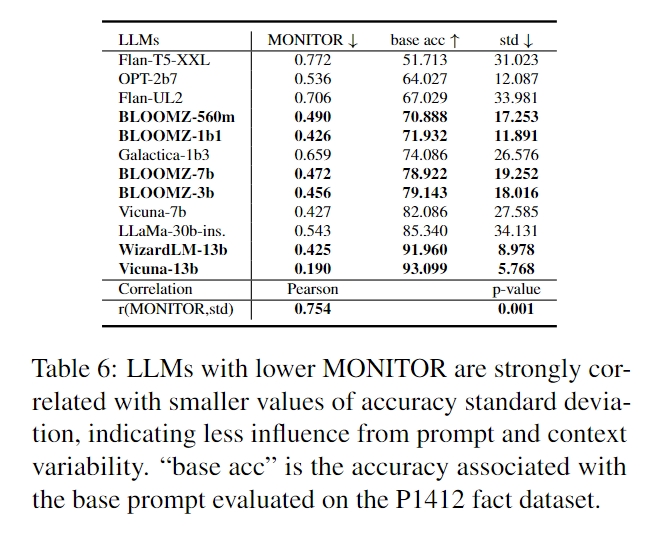 LLMs MONITOR ↓ base acc ↑ std ↓
Flan-T5-XXL 0.772 51.713 31.023
OPT-2b7 0.536 64.027 12.087
Flan-UL2 0.706 67.029 33.981
BLOOMZ-560m 0.490 70.888 17.253
BLOOMZ-1b1 0.426 71.932 11.891
Galactica-1b3 0.659 74.086 26.576
BLOOMZ-7b 0.472 78.922 19.252
BLOOMZ-3b 0.456 79.143 18.016
Vicuna-7b 0.427 82.086 27.585
LLaMa-30b-ins. 0.543 85.340 34.131
WizardLM-13b 0.425 91.960 8.978
Vicuna-13b 0.190 93.099 5.768
Correlation Pearson p-value
r(MONITOR,std) 0.754 0.001
Table 6: LLMs with lower MONITOR are strongly cor-
related with smaller values of accuracy standard devia-
tion, indicating less influence from prompt and context
variability. “base acc” is the accuracy associated with
the base prompt evaluated on the P1412 fact dataset.